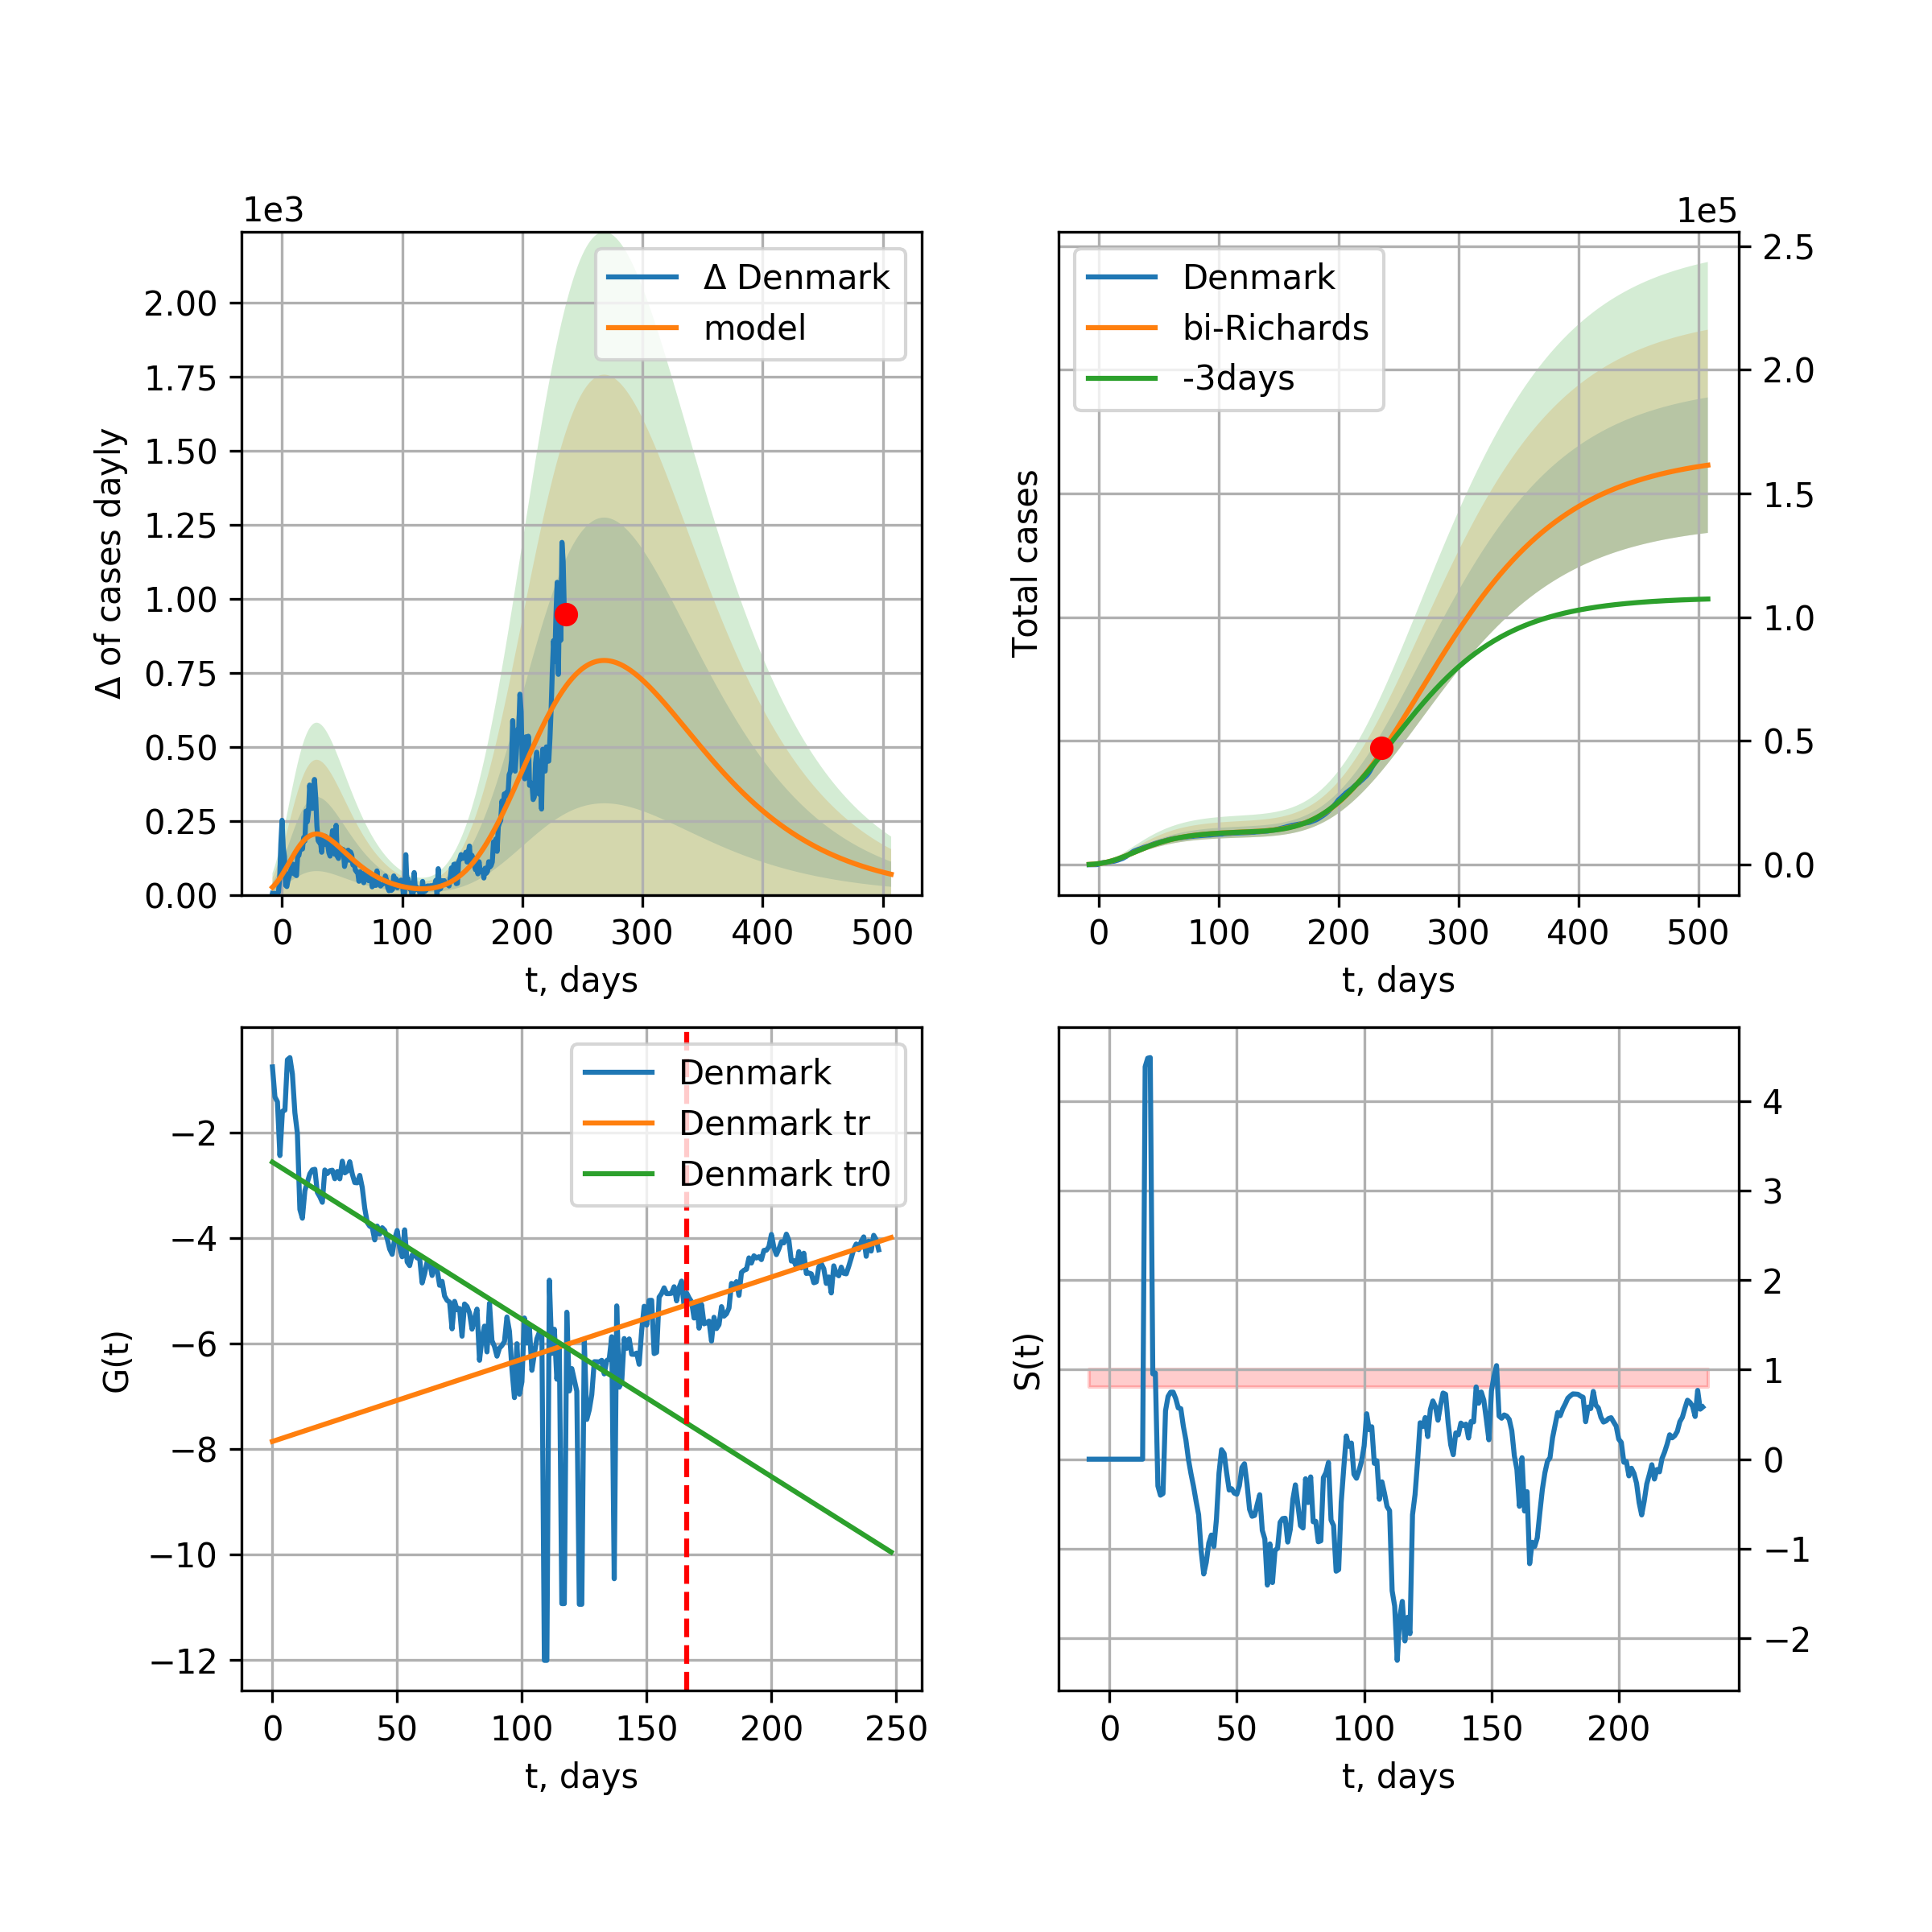 1e3
Δ of cases dayly
2.00
1.75
1.50
1.25
1.00
0.75
0.50
0.25
0.00
Δ Denmark
model
0 100 200 300 400 500
t, days
1e5
Total cases
Denmark
bi-Richards
-3days
2.5
2.0
1.5
1.0
0.5
0.0
0 100 200 300 400 500
t, days
G(t)
−2
−4
−6
−8
−10
−12
Denmark
Denmark tr
Denmark tr0
0 50 100 150 200 250
t, days
S(t)
4
3
2
1
0
−1
−2
0 50 100 150 200
t, days